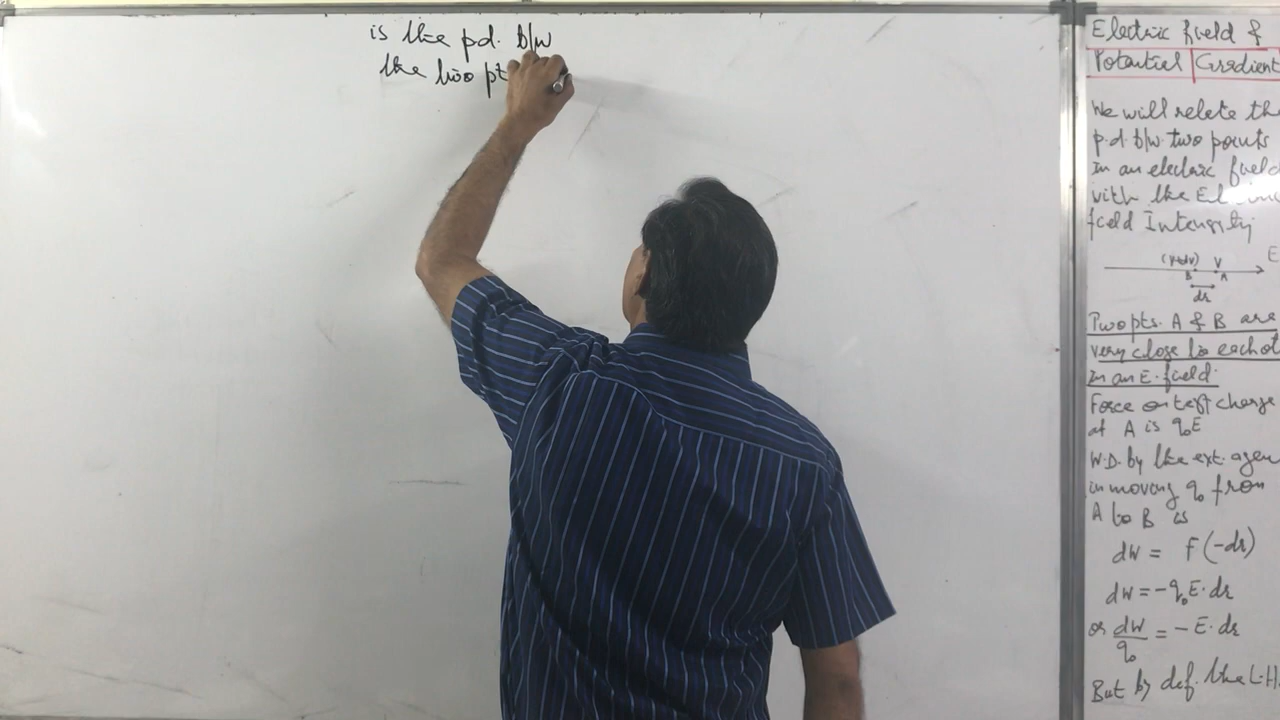 is the p.d. b/w
the two pt
Electric field &
Potential Gradient
We will relate the
p.d. b/w two points
In an electric field
with the
field Intensity
(V+dV) V E
B A
dr
Two pts. A & B are
very close to each ot
In an E-field
Force on test charge
at A is q₀E
W.D. by the ext. agen
in moving q₀ from
A to B is
dW = F(-dr)
dW = -q₀E·dr
or dW/q₀ = -E·dr
But by def. the L.H.